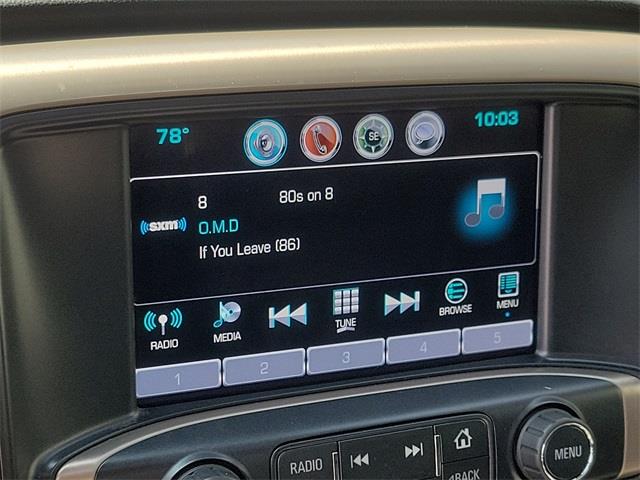 78° SE 10:03
8 80s on 8
sxm O.M.D
If You Leave (86)
RADIO MEDIA TUNE BROWSE MENU
1 2 3 4 5
RADIO MENU
BACK